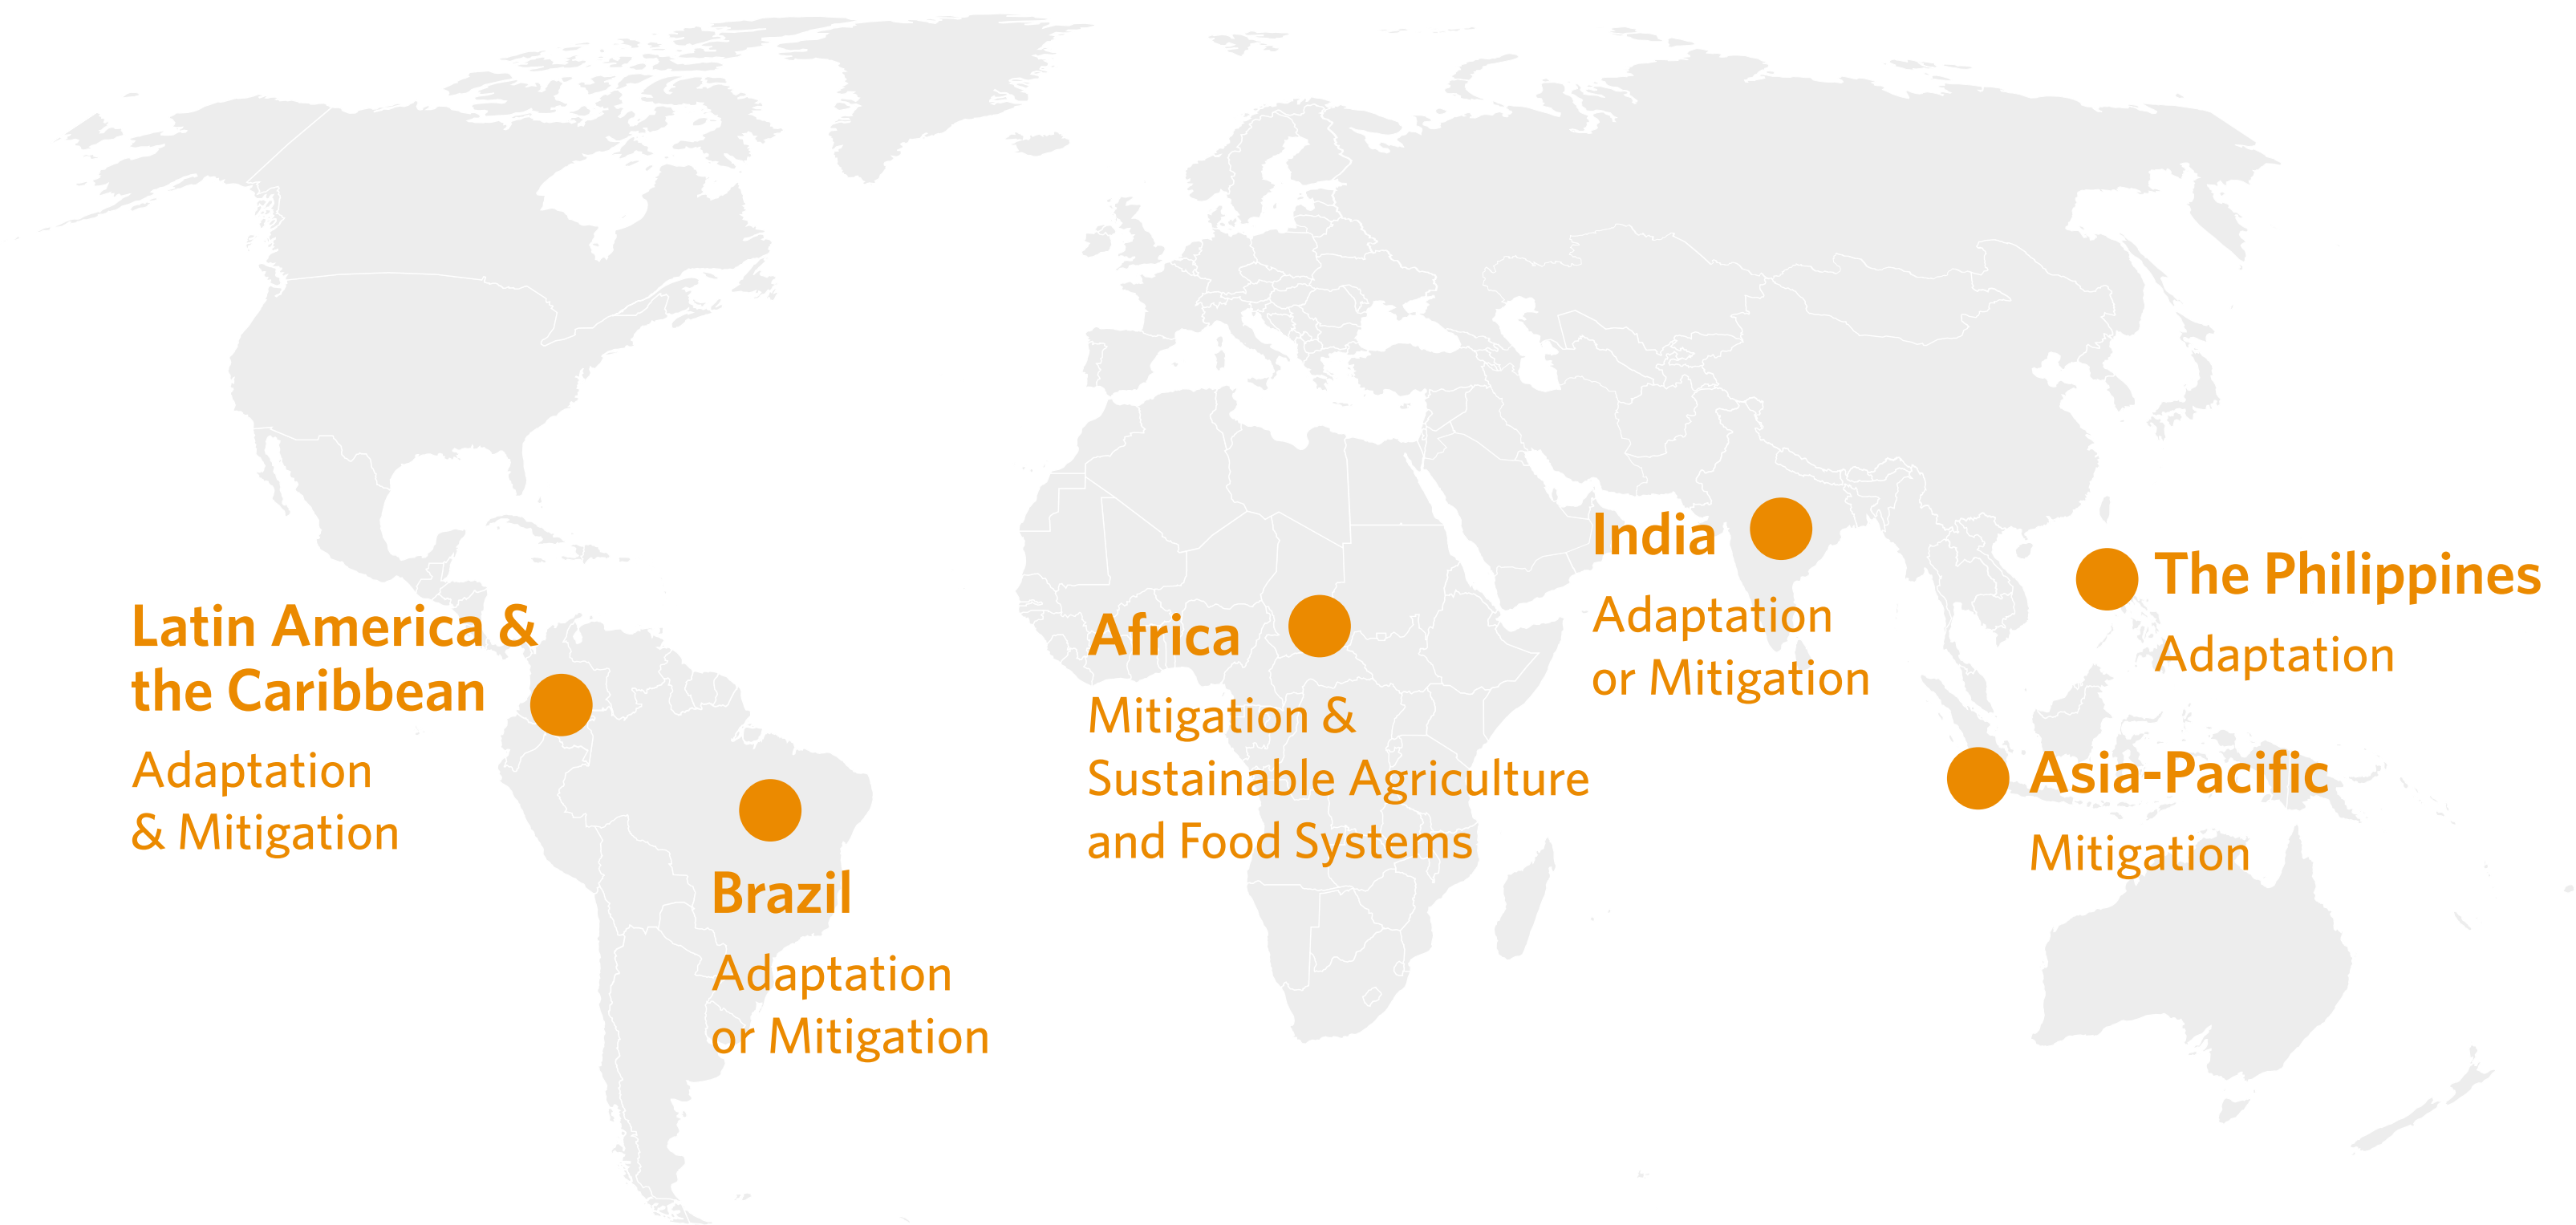 Latin America &
the Caribbean
Adaptation
& Mitigation
Brazil
Adaptation
or Mitigation
Africa
Mitigation &
Sustainable Agriculture
and Food Systems
India
Adaptation
or Mitigation
The Philippines
Adaptation
Asia-Pacific
Mitigation